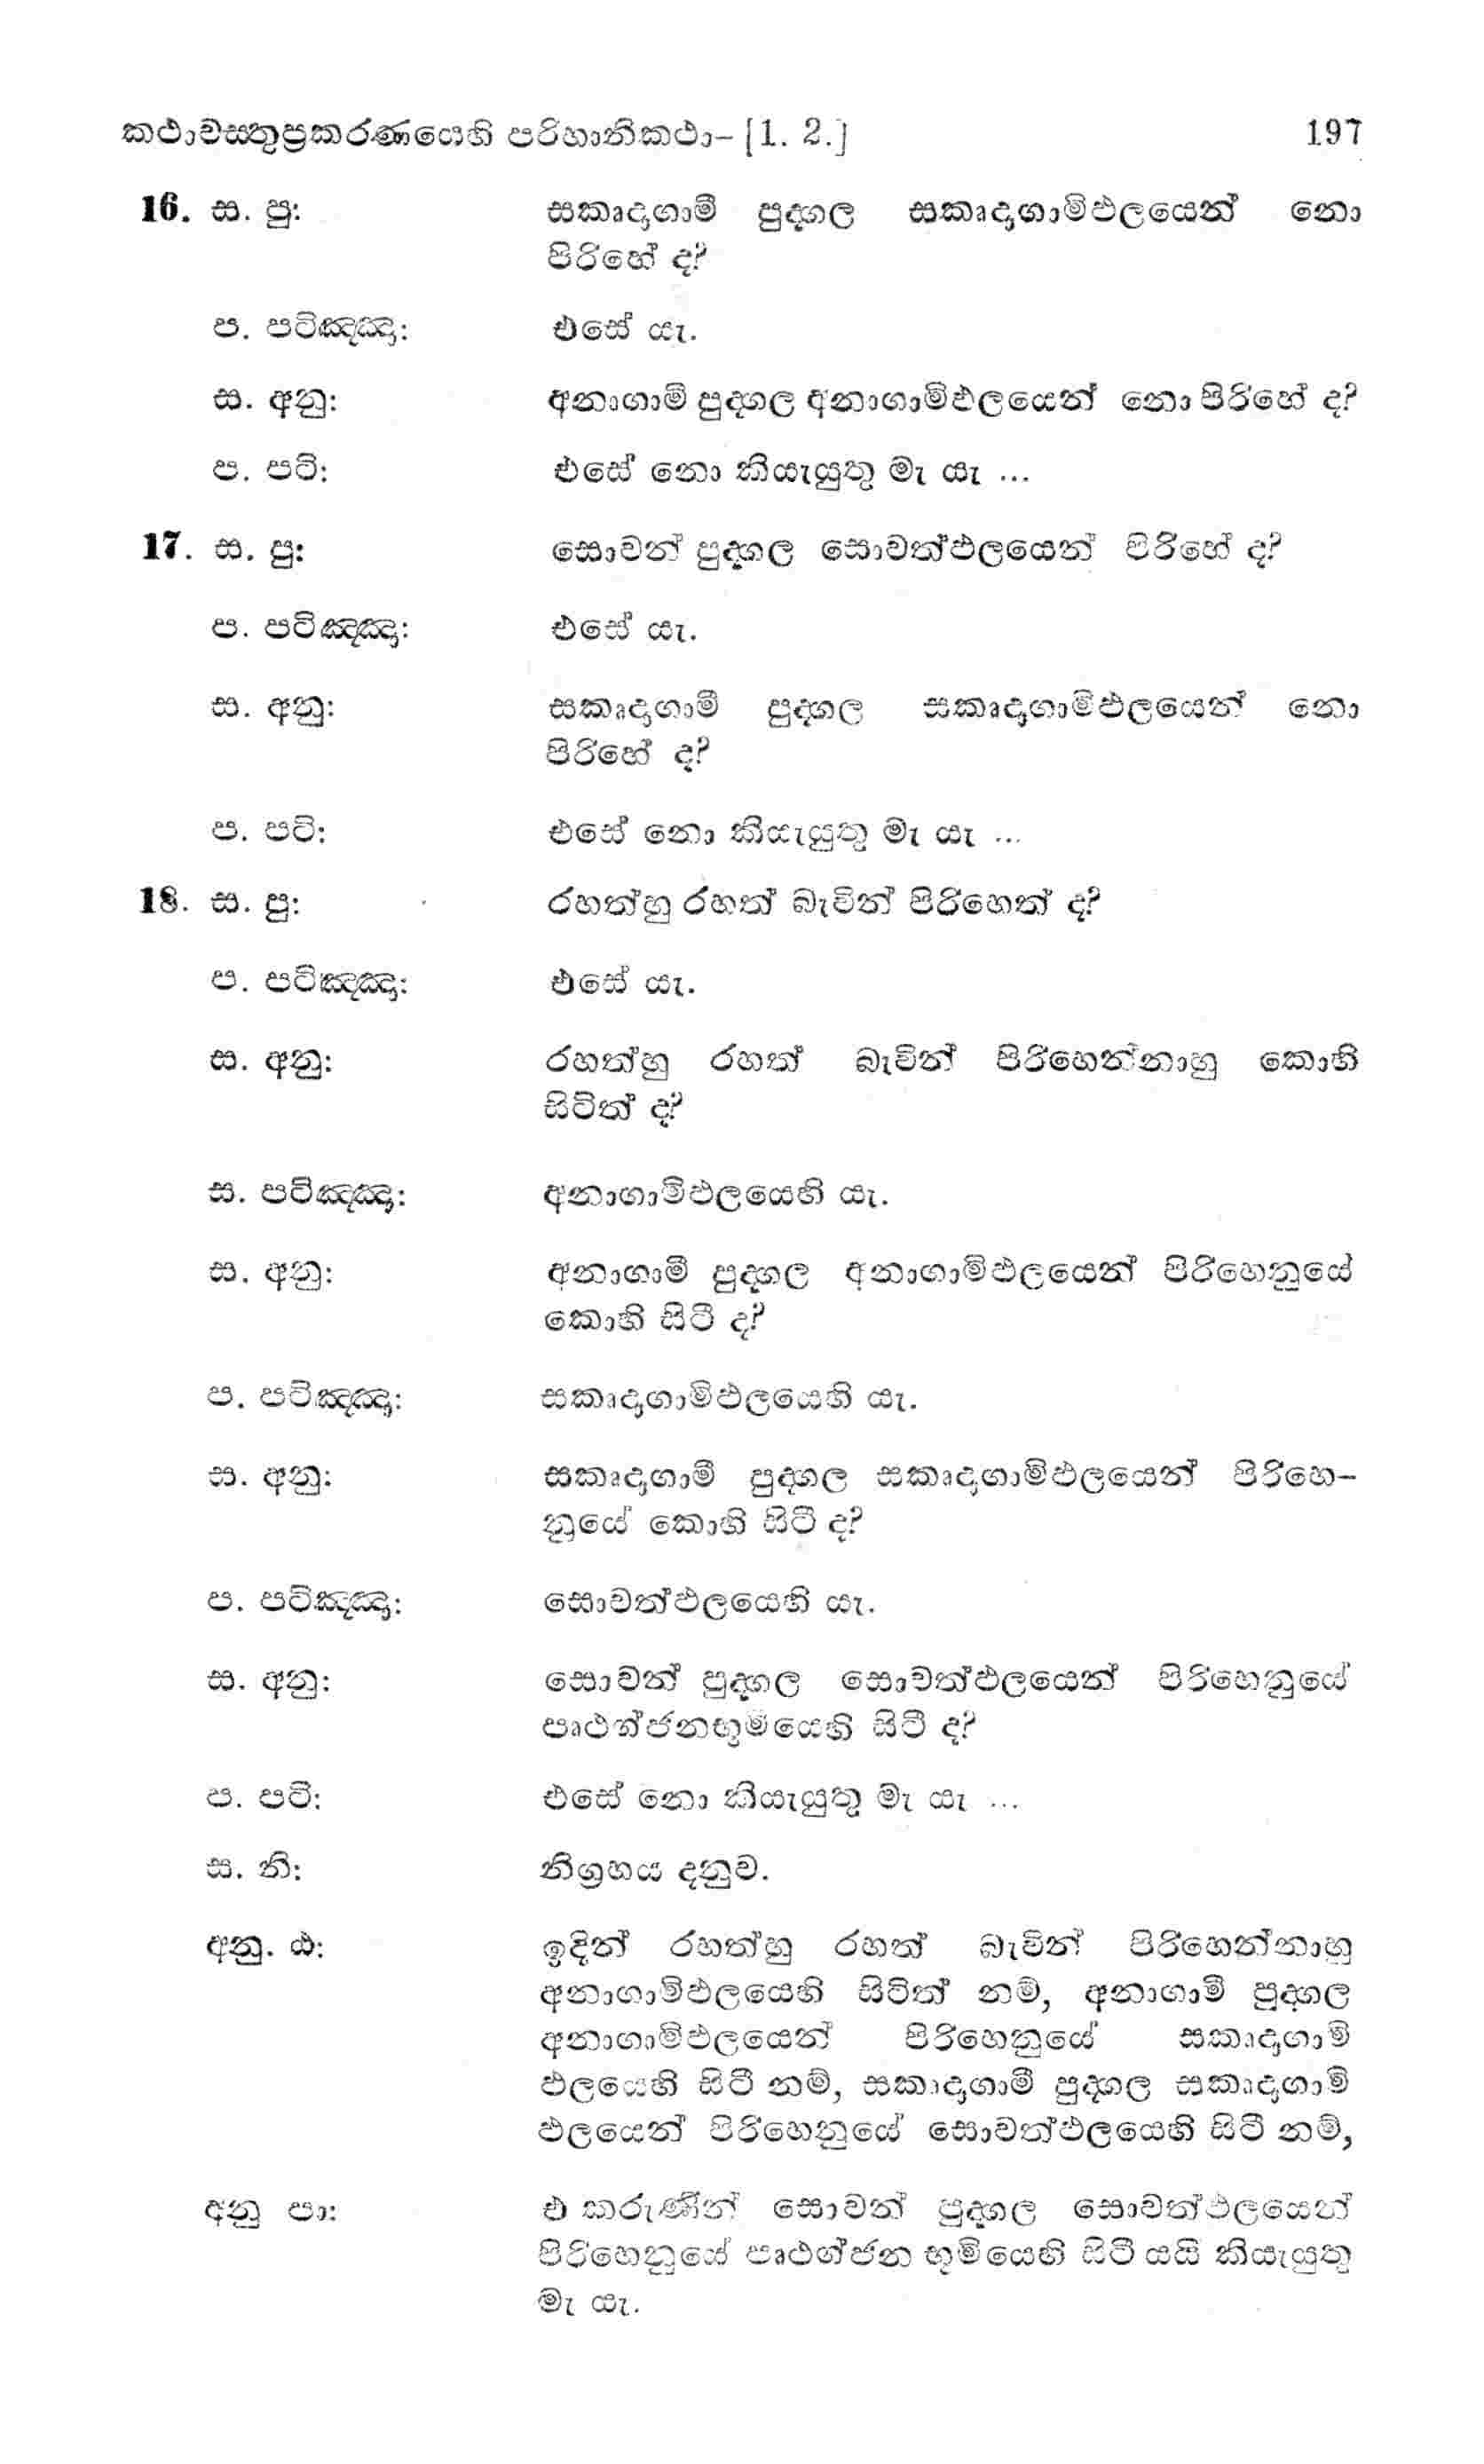 කථාවස්තුප්‍රකරණයෙහි පරිහානිකථා– [1. 2.] 197
16. ස. පු: සකෘදාගාමී පුද්ගල සකෘදාගාමිඵලයෙන් නො
පිරිහේ ද?
ප. පටිඤ්ඤා: එසේ යැ.
ස. අනු: අනාගාමි පුද්ගල අනාගාමිඵලයෙන් නො පිරිහේ ද?
ප. පටි: එසේ නො කියැයුතු මැ යැ ...
17. ස. පු: සොවන් පුද්ගල සොවන්ඵලයෙන් පිරිහේ ද?
ප. පටිඤ්ඤා: එසේ යැ.
ස. අනු: සකෘදාගාමී පුද්ගල සකෘදාගාමිඵලයෙන් නො
පිරිහේ ද?
ප. පටි: එසේ නො කියැයුතු මැ යැ ...
18. ස. පු: රහත්හු රහත් බැවින් පිරිහෙත් ද?
ප. පටිඤ්ඤා: එසේ යැ.
ස. අනු: රහත්හු රහත් බැවින් පිරිහෙන්නාහු කොහි
සිටිත් ද?
ස. පටිඤ්ඤා: අනාගාමිඵලයෙහි යැ.
ස. අනු: අනාගාමී පුද්ගල අනාගාමිඵලයෙන් පිරිහෙනුයේ
කොහි සිටී ද?
ප. පටිඤ්ඤා: සකෘදාගාමිඵලයෙහි යැ.
ස. අනු: සකෘදාගාමී පුද්ගල සකෘදාගාමිඵලයෙන් පිරිහෙ–
නුයේ කොහි සිටී ද?
ප. පටිඤ්ඤා: සොවන්ඵලයෙහි යැ.
ස. අනු: සොවන් පුද්ගල සොවන්ඵලයෙන් පිරිහෙනුයේ
පෘථග්ජනභූමියෙහි සිටී ද?
ප. පටි: එසේ නො කියැයුතු මැ යැ ...
ස. නි: නිග්‍රහය දනුව.
අනු. ඨ: ඉදින් රහත්හු රහත් බැවින් පිරිහෙන්නාහු
අනාගාමිඵලයෙහි සිටිත් නම්, අනාගාමී පුද්ගල
අනාගාමිඵලයෙන් පිරිහෙනුයේ සකෘදාගාමි
ඵලයෙහි සිටී නම්, සකෘදාගාමී පුද්ගල සකෘදාගාමි
ඵලයෙන් පිරිහෙනුයේ සොවන්ඵලයෙහි සිටී නම්,
අනු පා: එ කරුණින් සොවන් පුද්ගල සොවන්ඵලයෙන්
පිරිහෙනුයේ පෘථග්ජන භූමියෙහි සිටී යයි කියැයුතු
මැ යැ.